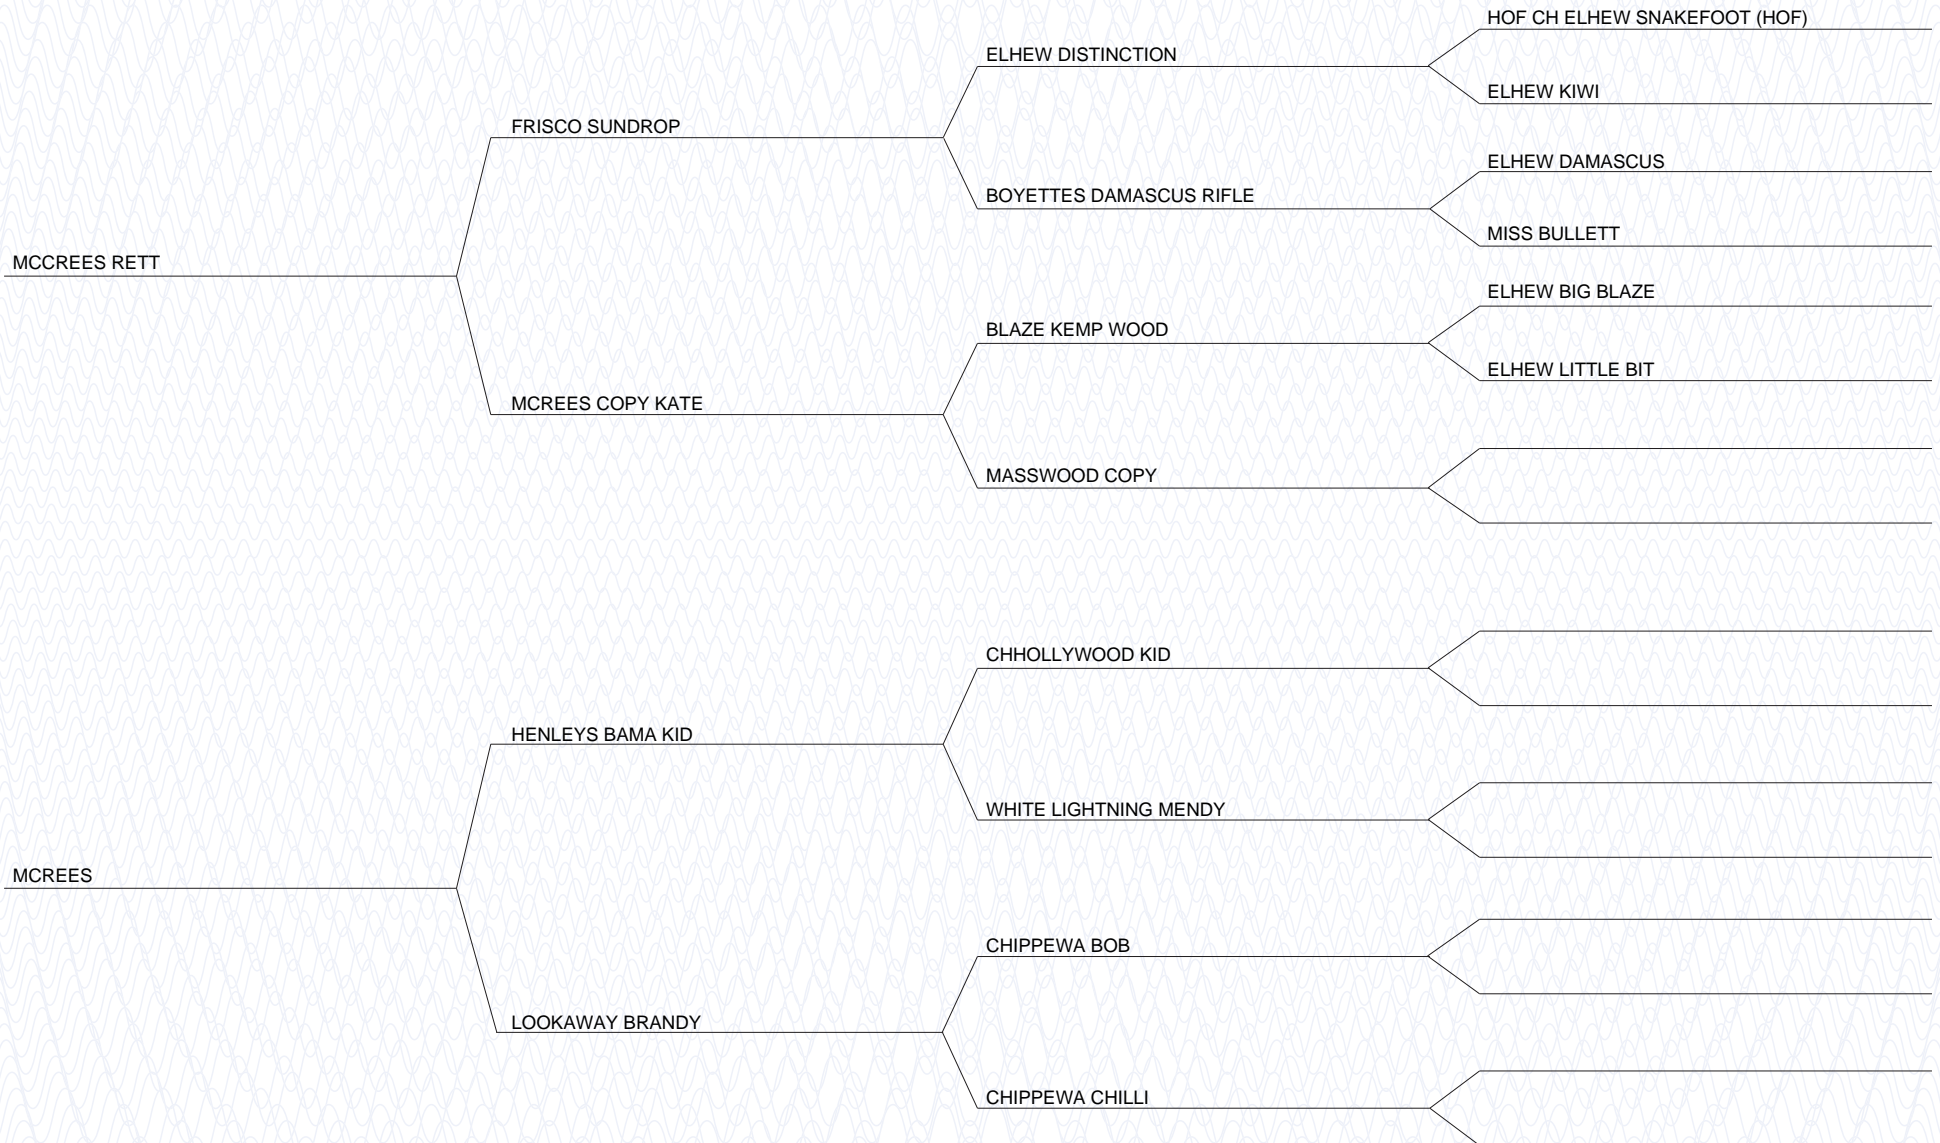 HOF CH ELHEW SNAKEFOOT (HOF)
ELHEW DISTINCTION
ELHEW KIWI
FRISCO SUNDROP
ELHEW DAMASCUS
BOYETTES DAMASCUS RIFLE
MISS BULLETT
MCCREES RETT
ELHEW BIG BLAZE
BLAZE KEMP WOOD
ELHEW LITTLE BIT
MCREES COPY KATE
MASSWOOD COPY
CHHOLLYWOOD KID
HENLEYS BAMA KID
WHITE LIGHTNING MENDY
MCREES
CHIPPEWA BOB
LOOKAWAY BRANDY
CHIPPEWA CHILLI